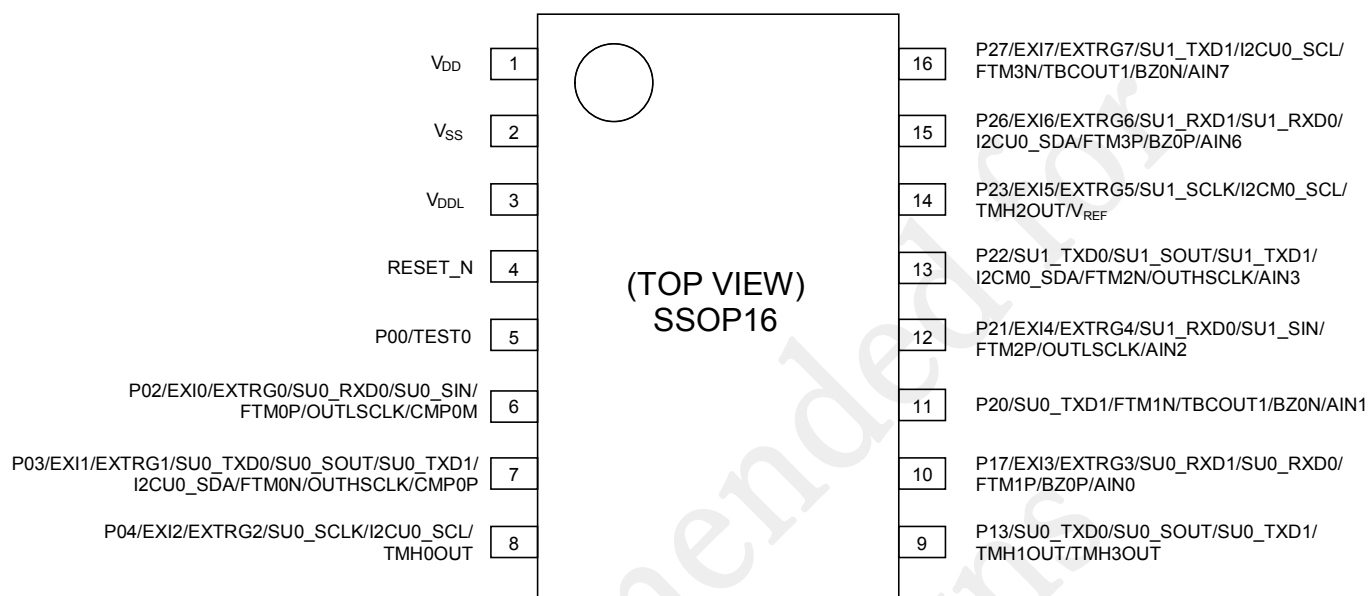 VDD 1
VSS 2
VDDL 3
RESET_N 4
P00/TEST0 5
P02/EXI0/EXTRG0/SU0_RXD0/SU0_SIN/
FTM0P/OUTLSCLK/CMP0M 6
P03/EXI1/EXTRG1/SU0_TXD0/SU0_SOUT/SU0_TXD1/
I2CU0_SDA/FTM0N/OUTHSCLK/CMP0P 7
P04/EXI2/EXTRG2/SU0_SCLK/I2CU0_SCL/
TMH0OUT 8
(TOP VIEW)
SSOP16
16 P27/EXI7/EXTRG7/SU1_TXD1/I2CU0_SCL/
FTM3N/TBCOUT1/BZ0N/AIN7
15 P26/EXI6/EXTRG6/SU1_RXD1/SU1_RXD0/
I2CU0_SDA/FTM3P/BZ0P/AIN6
14 P23/EXI5/EXTRG5/SU1_SCLK/I2CM0_SCL/
TMH2OUT/VREF
13 P22/SU1_TXD0/SU1_SOUT/SU1_TXD1/
I2CM0_SDA/FTM2N/OUTHSCLK/AIN3
12 P21/EXI4/EXTRG4/SU1_RXD0/SU1_SIN/
FTM2P/OUTLSCLK/AIN2
11 P20/SU0_TXD1/FTM1N/TBCOUT1/BZ0N/AIN1
10 P17/EXI3/EXTRG3/SU0_RXD1/SU0_RXD0/
FTM1P/BZ0P/AIN0
9 P13/SU0_TXD0/SU0_SOUT/SU0_TXD1/
TMH1OUT/TMH3OUT
for